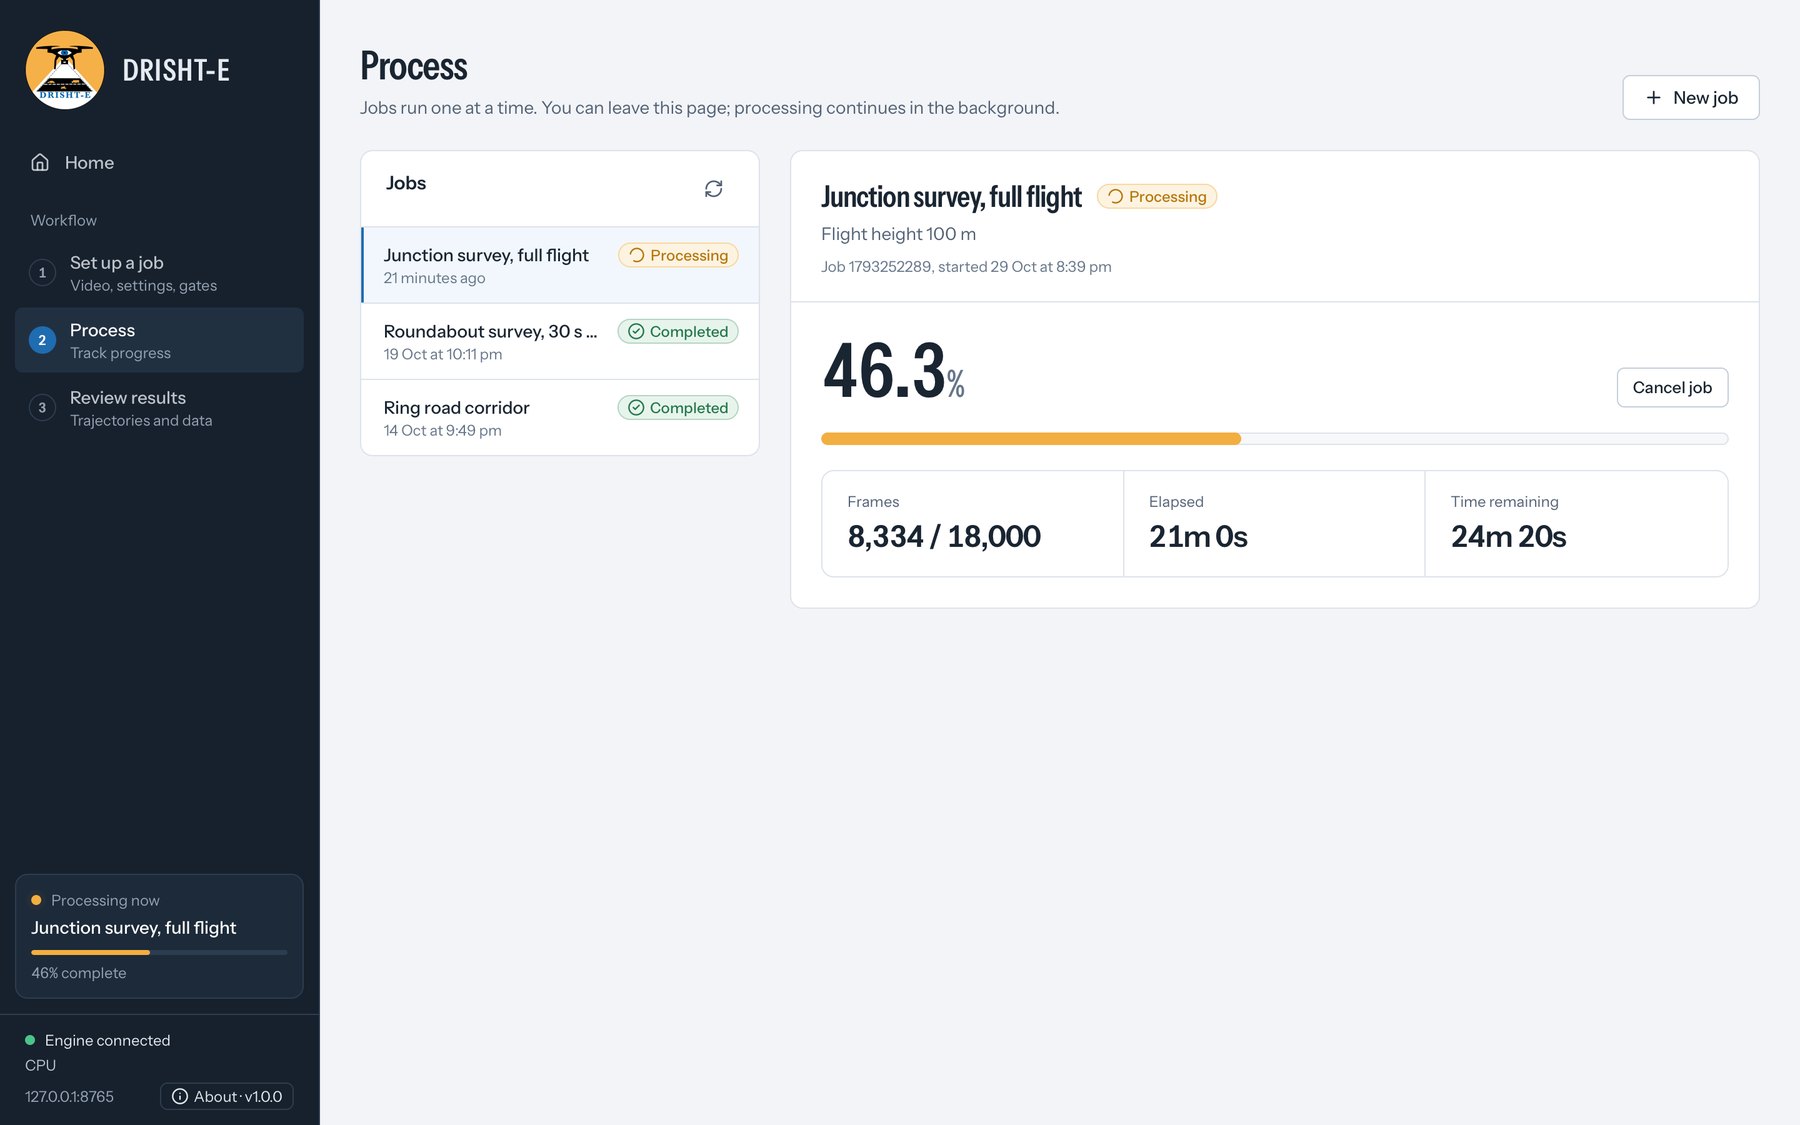 DRISHT-E
DRISHT-E
Home
Workflow
1
Set up a job
Video, settings, gates
2
Process
Track progress
3
Review results
Trajectories and data
Processing now
Junction survey, full flight
46% complete
Engine connected
CPU
127.0.0.1:8765
About · v1.0.0
Process
Jobs run one at a time. You can leave this page; processing continues in the background.
New job
Jobs
Junction survey, full flight
Processing
21 minutes ago
Roundabout survey, 30 s ...
Completed
19 Oct at 10:11 pm
Ring road corridor
Completed
14 Oct at 9:49 pm
Junction survey, full flight
Processing
Flight height 100 m
Job 1793252289, started 29 Oct at 8:39 pm
46.3%
Cancel job
Frames
8,334 / 18,000
Elapsed
21m 0s
Time remaining
24m 20s